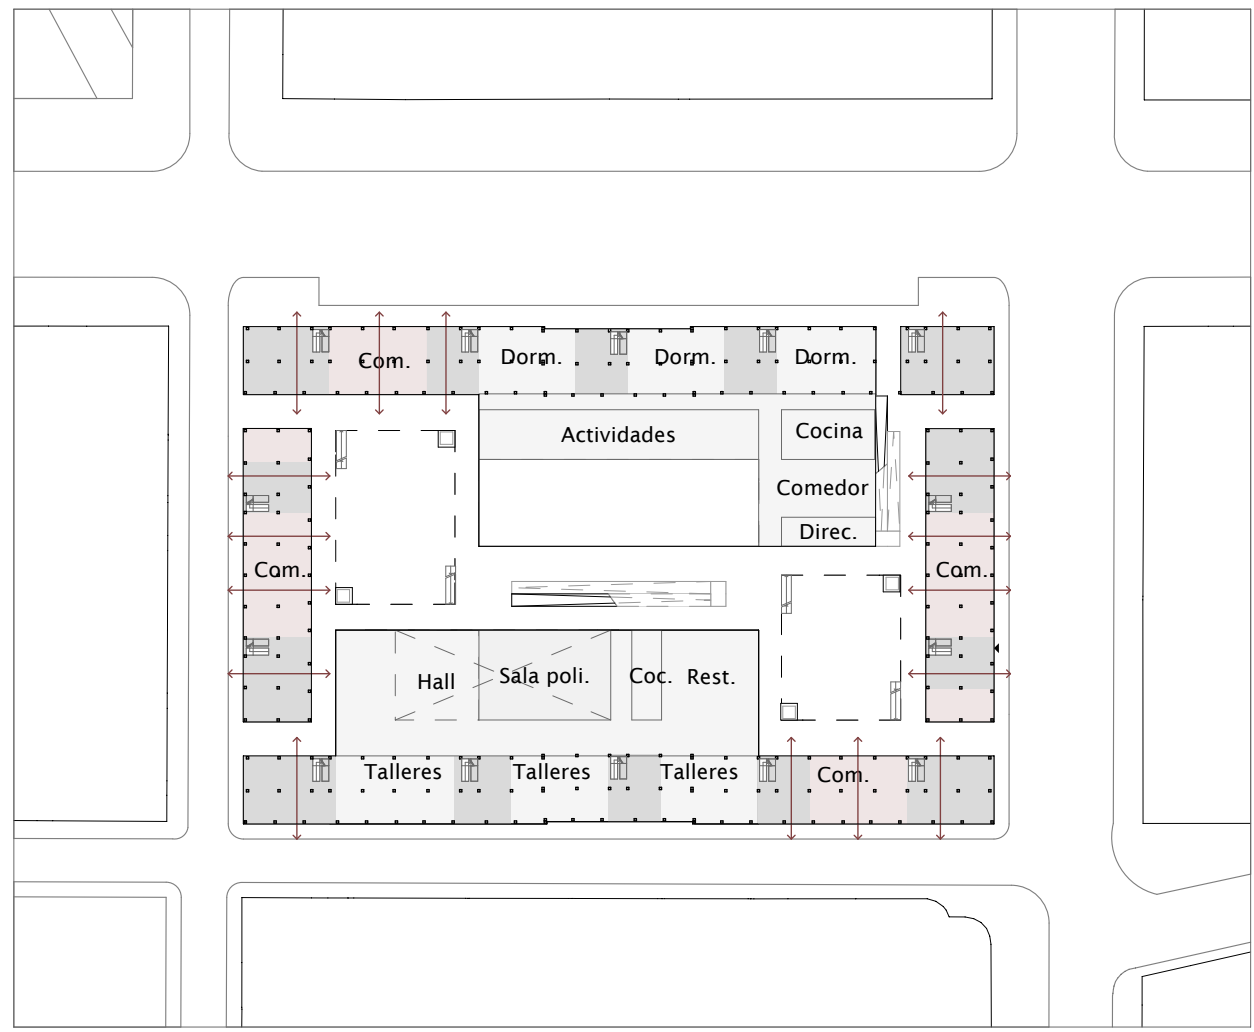 Com.
Dorm.
Dorm.
Dorm.
Actividades
Cocina
Comedor
Direc.
Com.
Com.
Hall
Sala poli.
Coc.
Rest.
Talleres
Talleres
Talleres
Com.